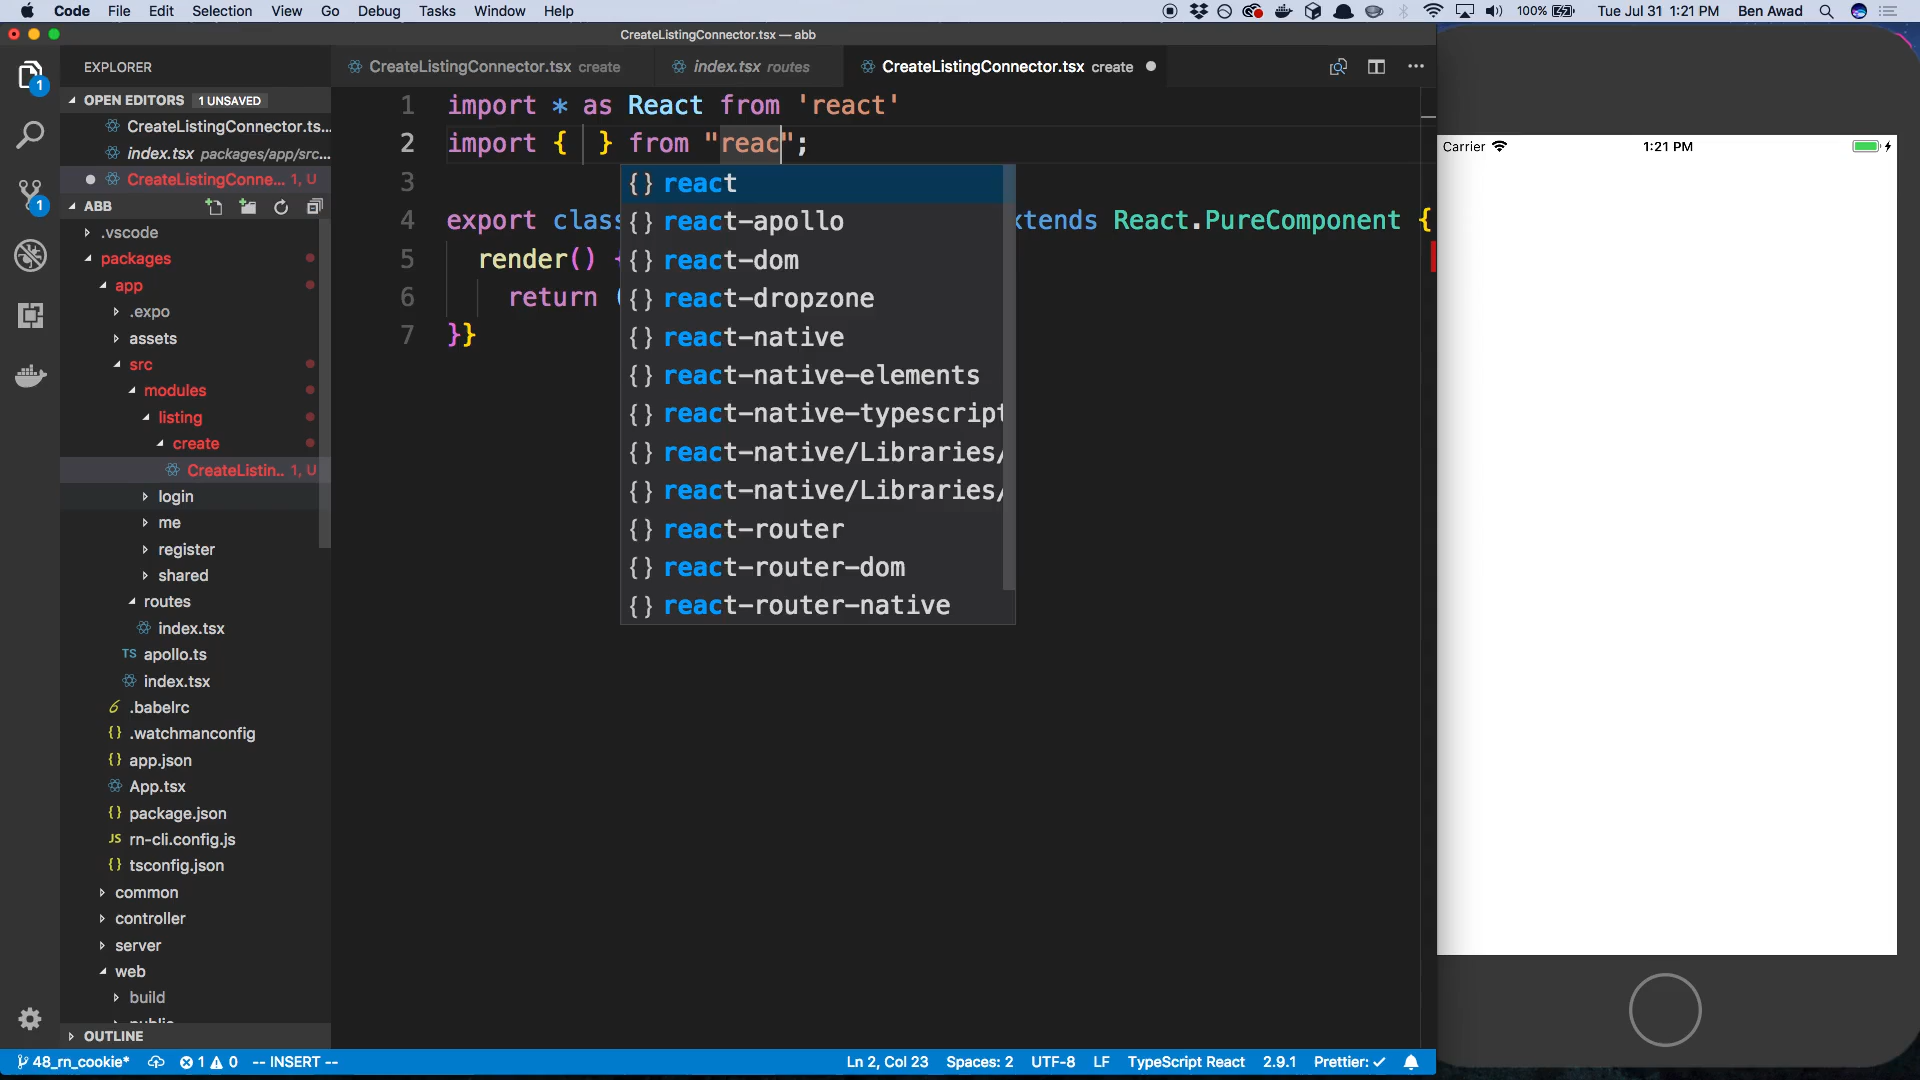 Code File Edit Selection View Go Debug Tasks Window Help 100% Tue Jul 31 1:21 PM Ben Awad
CreateListingConnector.tsx — abb
EXPLORER
CreateListingConnector.tsx create
index.tsx routes
CreateListingConnector.tsx create
OPEN EDITORS 1 UNSAVED
CreateListingConnector.ts...
index.tsx packages/app/src...
CreateListingConne... 1, U
ABB
.vscode
packages
app
.expo
assets
src
modules
listing
create
CreateListin... 1, U
login
me
register
shared
routes
index.tsx
TS apollo.ts
index.tsx
.babelrc
{} .watchmanconfig
{} app.json
App.tsx
{} package.json
JS rn-cli.config.js
{} tsconfig.json
common
controller
server
web
build
OUTLINE
1 import * as React from 'react'
2 import { } from "reac";
3
4 export clas xtends React.PureComponent {
5 render() {
6 return (
7 }}
{} react
{} react-apollo
{} react-dom
{} react-dropzone
{} react-native
{} react-native-elements
{} react-native-typescript
{} react-native/Libraries/
{} react-native/Libraries/
{} react-router
{} react-router-dom
{} react-router-native
Carrier 1:21 PM
48_rn_cookie* 1 0 -- INSERT -- Ln 2, Col 23 Spaces: 2 UTF-8 LF TypeScript React 2.9.1 Prettier: ✓
1
1